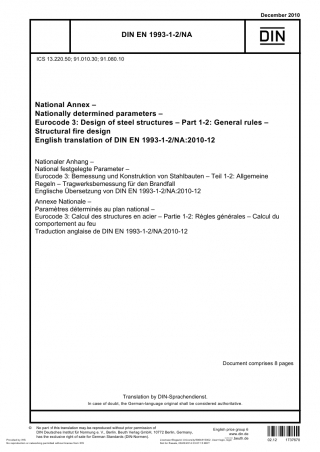 December 2010
DIN EN 1993-1-2/NA
DIN
ICS 13.220.50; 91.010.30; 91.080.10
National Annex –
Nationally determined parameters –
Eurocode 3: Design of steel structures – Part 1-2: General rules –
Structural fire design
English translation of DIN EN 1993-1-2/NA:2010-12
Nationaler Anhang –
National festgelegte Parameter –
Eurocode 3: Bemessung und Konstruktion von Stahlbauten – Teil 1-2: Allgemeine
Regeln – Tragwerksbemessung für den Brandfall
Englische Übersetzung von DIN EN 1993-1-2/NA:2010-12
Annexe Nationale –
Paramètres déterminés au plan national –
Eurocode 3: Calcul des structures en acier – Partie 1-2: Règles générales – Calcul du
comportement au feu
Traduction anglaise de DIN EN 1993-1-2/NA:2010-12
Document comprises 8 pages
Translation by DIN-Sprachendienst.
In case of doubt, the German-language original shall be considered authoritative.
© No part of this translation may be reproduced without prior permission of
DIN Deutsches Institut für Normung e. V., Berlin. Beuth Verlag GmbH, 10772 Berlin, Germany,
has the exclusive right of sale for German Standards (DIN-Normen).
English price group 8
www.din.de
www.beuth.de
02.12